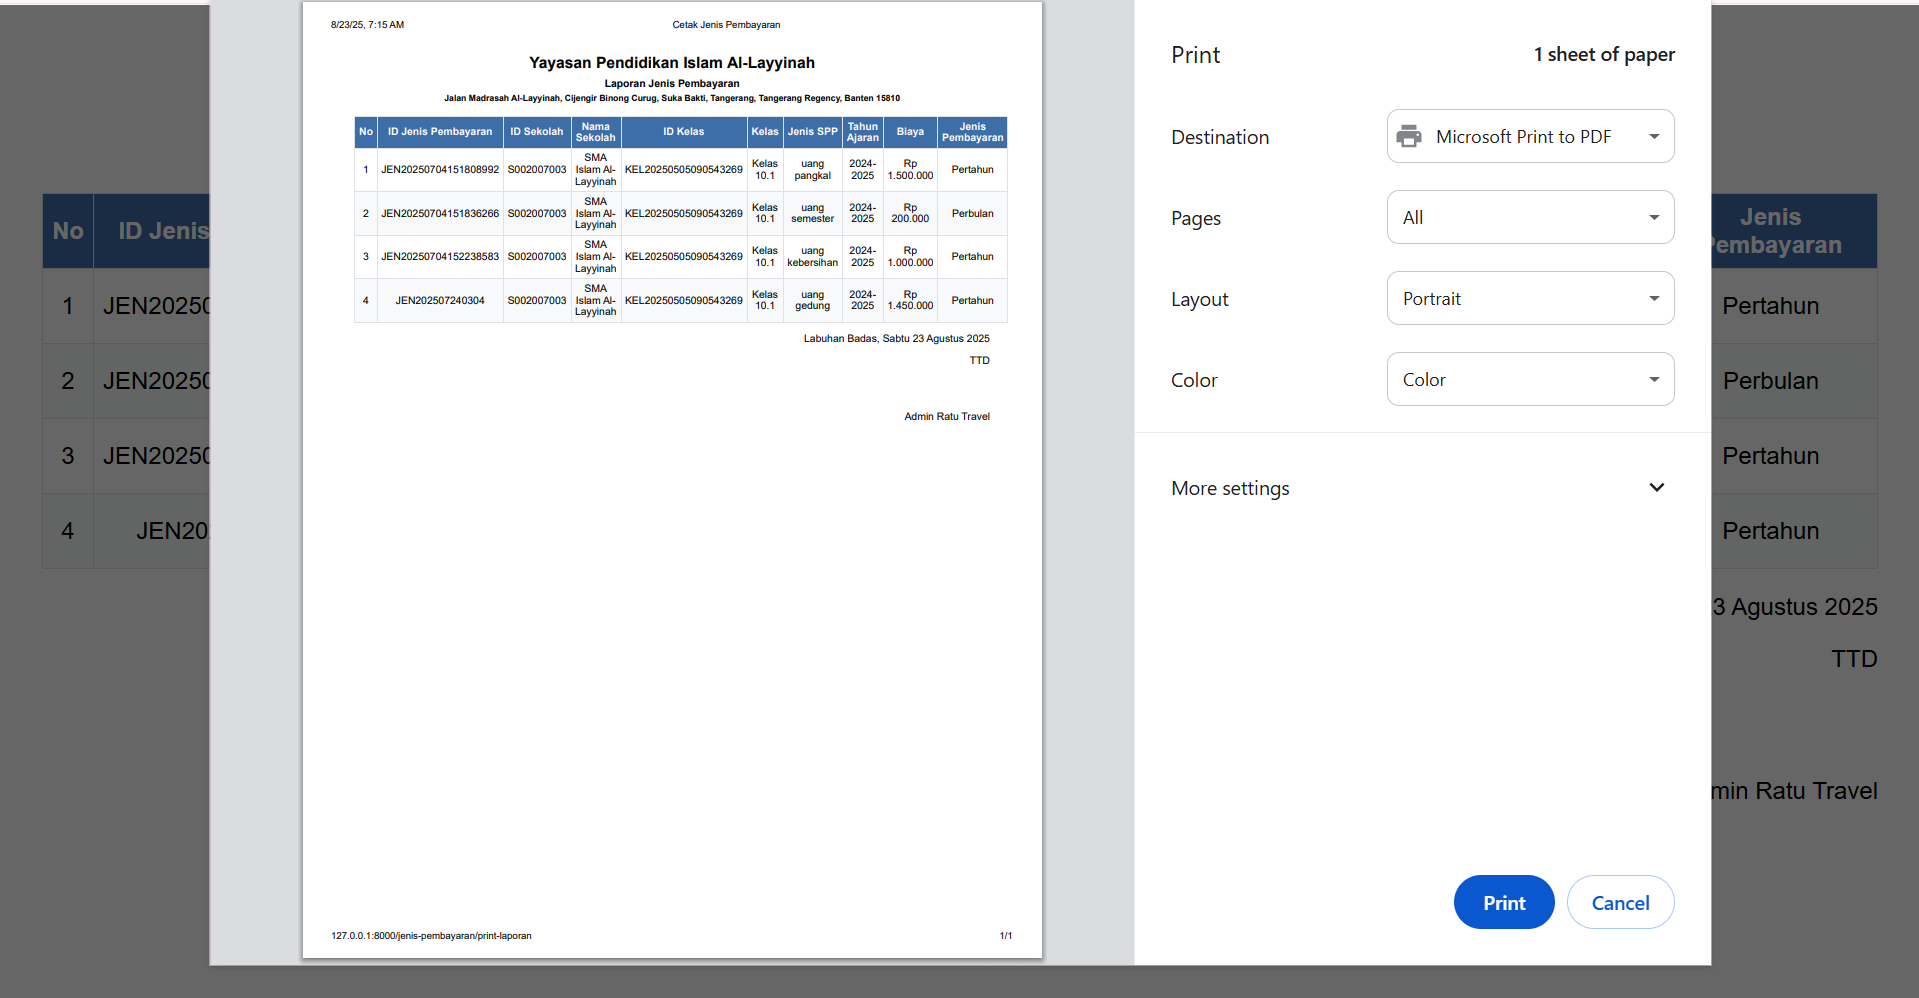 8/23/25, 7:15 AM Cetak Jenis Pembayaran
Yayasan Pendidikan Islam Al-Layyinah
Laporan Jenis Pembayaran
Jalan Madrasah Al-Layyinah, Cijengir Binong Curug, Suka Bakti, Tangerang, Tangerang Regency, Banten 15810
No ID Jenis Pembayaran ID Sekolah Nama Sekolah ID Kelas Kelas Jenis SPP Tahun Ajaran Biaya Jenis Pembayaran
1 JEN20250704151808992 S002007003 SMA Islam Al-Layyinah KEL20250505090543269 Kelas 10.1 uang pangkal 2024-2025 Rp 1.500.000 Pertahun
2 JEN20250704151836266 S002007003 SMA Islam Al-Layyinah KEL20250505090543269 Kelas 10.1 uang semester 2024-2025 Rp 200.000 Perbulan
3 JEN20250704152238583 S002007003 SMA Islam Al-Layyinah KEL20250505090543269 Kelas 10.1 uang kebersihan 2024-2025 Rp 1.000.000 Pertahun
4 JEN202507240304 S002007003 SMA Islam Al-Layyinah KEL20250505090543269 Kelas 10.1 uang gedung 2024-2025 Rp 1.450.000 Pertahun
Labuhan Badas, Sabtu 23 Agustus 2025
TTD
Admin Ratu Travel
127.0.0.1:8000/jenis-pembayaran/print-laporan 1/1
Print 1 sheet of paper
Destination Microsoft Print to PDF
Pages All
Layout Portrait
Color Color
More settings
Print Cancel
No ID Jenis
1 JEN20250
2 JEN20250
3 JEN20250
4 JEN20
Jenis
Pembayaran
Pertahun
Perbulan
Pertahun
Pertahun
3 Agustus 2025
TTD
min Ratu Travel